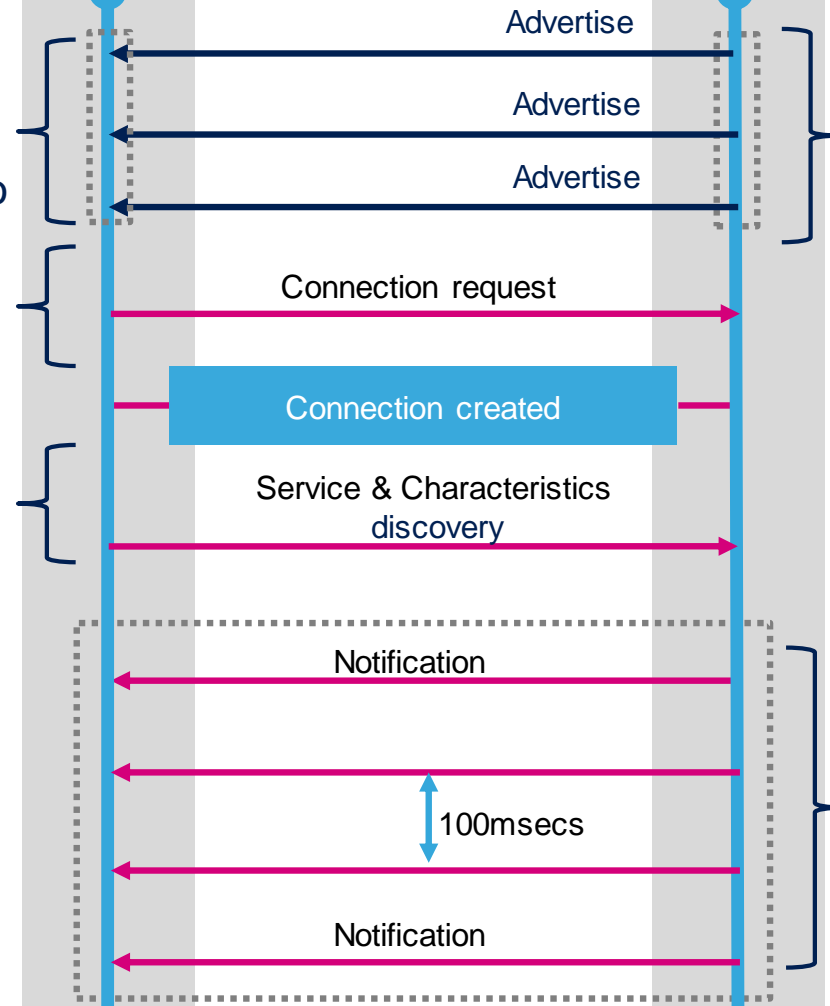 Advertise
Advertise
Advertise
Connection request
Connection created
Service & Characteristics
discovery
Notification
100msecs
Notification